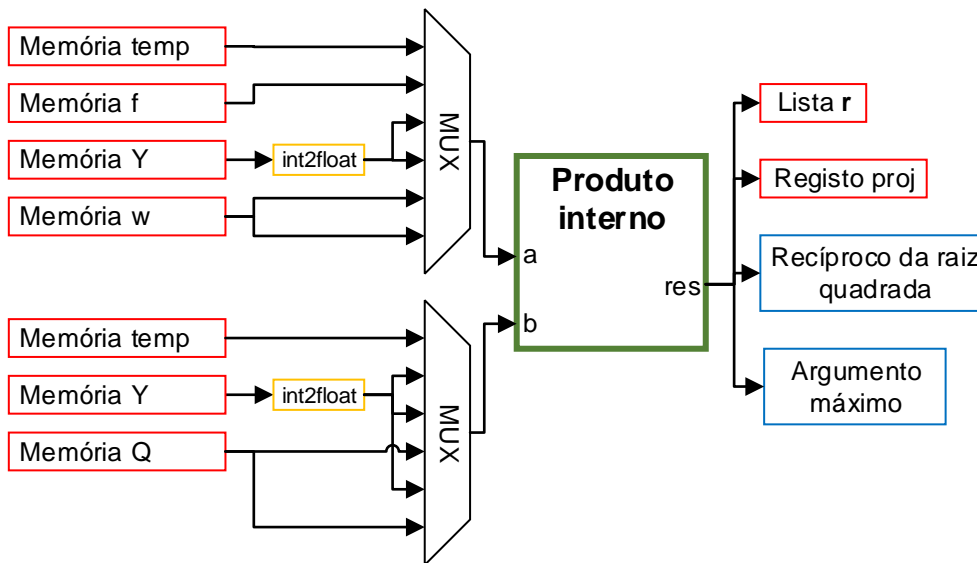 Memória temp
Memória f
Memória Y
int2float
Memória w
MUX
Memória temp
Memória Y
int2float
Memória Q
MUX
Produto
interno
a
b
res
Lista r
Registo proj
Recíproco da raiz
quadrada
Argumento
máximo